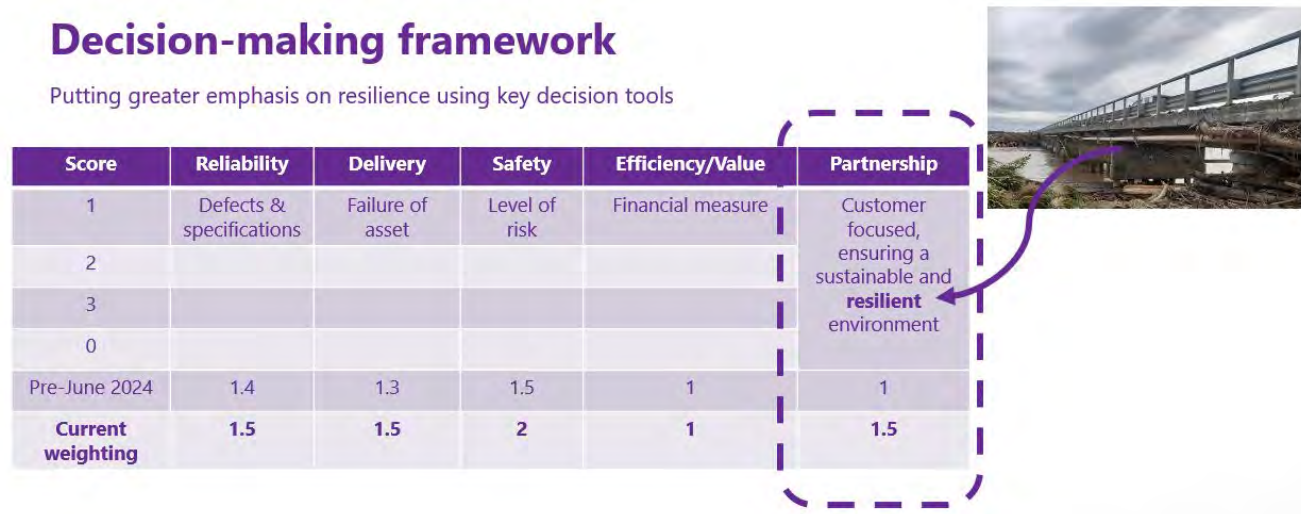 Decision-making framework
Putting greater emphasis on resilience using key decision tools
Score Reliability Delivery Safety Efficiency/Value Partnership
1 Defects & specifications Failure of asset Level of risk Financial measure Customer focused, ensuring a sustainable and resilient environment
2
3
0
Pre-June 2024 1.4 1.3 1.5 1 1
Current weighting 1.5 1.5 2 1 1.5